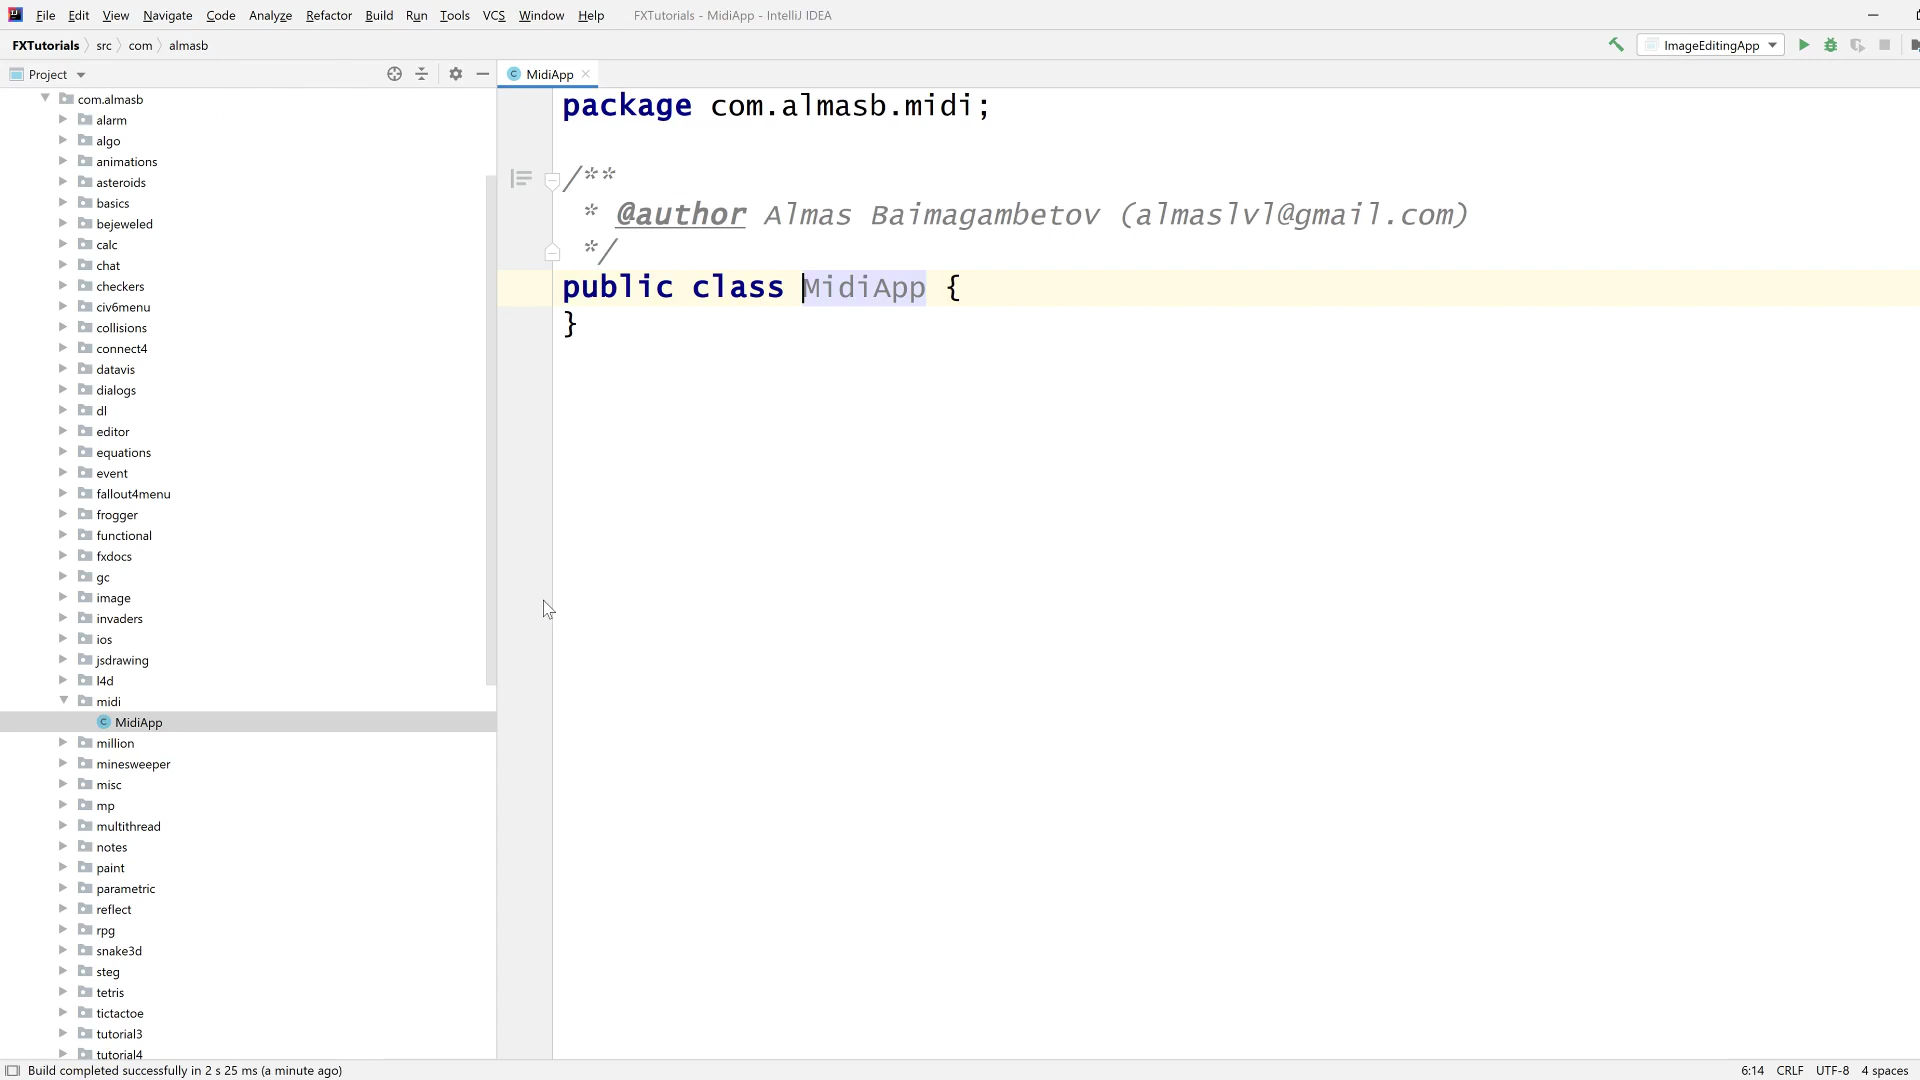 File Edit View Navigate Code Analyze Refactor Build Run Tools VCS Window Help FXTutorials - MidiApp - IntelliJ IDEA
FXTutorials src com almasb
ImageEditingApp
Project
MidiApp
com.almasb
alarm
algo
animations
asteroids
basics
bejeweled
calc
chat
checkers
civ6menu
collisions
connect4
datavis
dialogs
dl
editor
equations
event
fallout4menu
frogger
functional
fxdocs
gc
image
invaders
ios
jsdrawing
l4d
midi
MidiApp
million
minesweeper
misc
mp
multithread
notes
paint
parametric
reflect
rpg
snake3d
steg
tetris
tictactoe
tutorial3
tutorial4
package com.almasb.midi;
/**
* @author Almas Baimagambetov (almaslvl@gmail.com)
*/
public class MidiApp {
}
Build completed successfully in 2 s 25 ms (a minute ago)
6:14 CRLF UTF-8 4 spaces